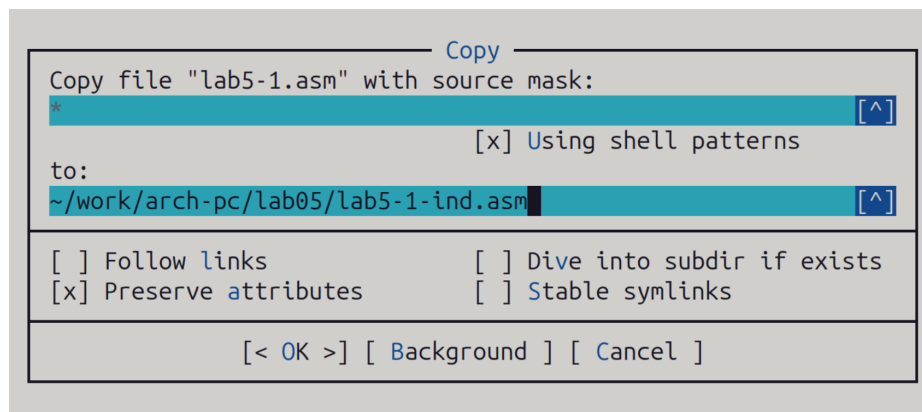 Copy
Copy file "lab5-1.asm" with source mask:
* [^]
[x] Using shell patterns
to:
~/work/arch-pc/lab05/lab5-1-ind.asm [^]
[ ] Follow links [ ] Dive into subdir if exists
[x] Preserve attributes [ ] Stable symlinks
[< OK >] [ Background ] [ Cancel ]